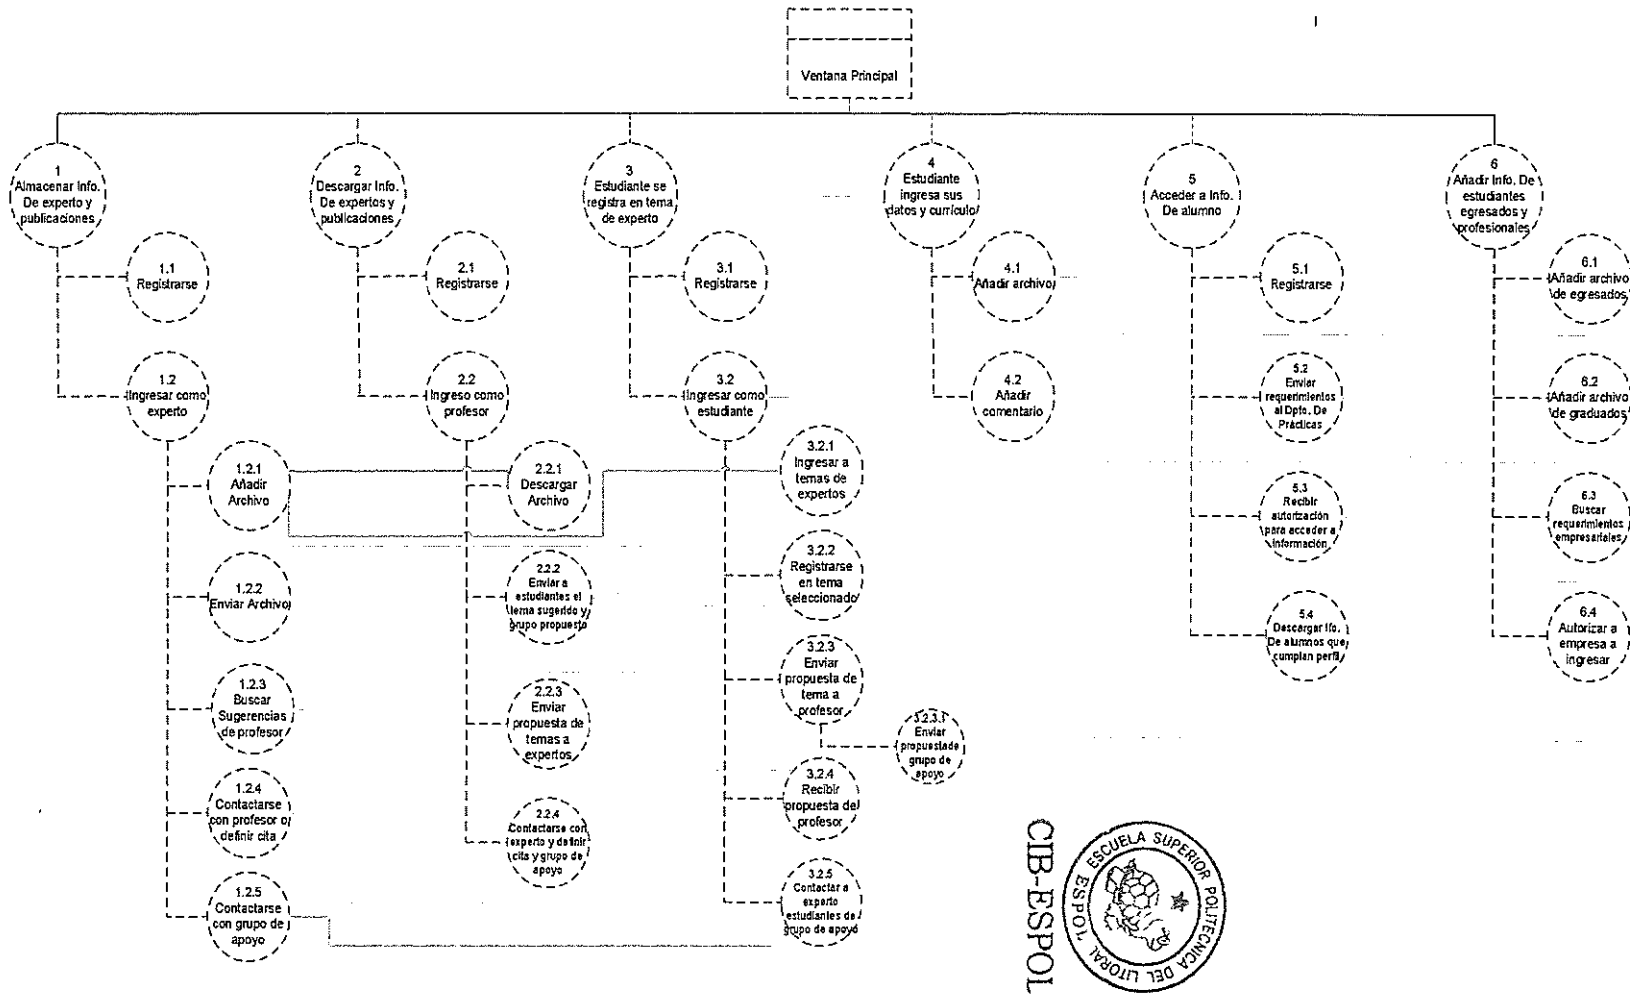 Ventana Principal
1
Almacenar Info.
De experto y
publicaciones
2
Descargar Info.
De expertos y
publicaciones
3
Estudiante se
registra en tema
de experto
4
Estudiante
ingresa sus
datos y currículo
5
Acceder a Info.
De alumno
6
Añadir Info. De
estudiantes
egresados y
profesionales
1.1
Registrarse
2.1
Registrarse
3.1
Registrarse
4.1
Añadir archivo
5.1
Registrarse
6.1
Añadir archivo
de egresados
1.2
Ingresar como
experto
2.2
Ingreso como
profesor
3.2
Ingresar como
estudiante
4.2
Añadir
comentario
5.2
Enviar
requerimientos
al Dpto. De
Prácticas
6.2
Añadir archivo
de graduados
1.2.1
Añadir
Archivo
2.2.1
Descargar
Archivo
3.2.1
Ingresar a
temas de
expertos
5.3
Recibir
autorización
para acceder a
información
6.3
Buscar
requerimientos
empresariales
1.2.2
Enviar Archivo
2.2.2
Enviar a
estudiantes el
tema sugerido y
grupo propuesto
3.2.2
Registrarse
en tema
seleccionado
5.4
Descargar Ifo.
De alumnos que
cumplan perfil
6.4
Autorizar a
empresa a
ingresar
1.2.3
Buscar
Sugerencias
de profesor
2.2.3
Enviar
propuesta de
temas a
expertos
3.2.3
Enviar
propuesta de
tema a
profesor
3.2.3.1
Enviar
propuesta de
grupo de
apoyo
1.2.4
Contactarse
con profesor o
definir cita
2.2.4
Contactarse con
experto y definir
cita y grupo de
apoyo
3.2.4
Recibir
propuesta de
profesor
1.2.5
Contactarse
con grupo de
apoyo
3.2.5
Contactar a
experto
estudiantes de
grupo de apoyo
ESCUELA SUPERIOR POLITECNICA DEL LITORAL
ESPOL
CIB-ESPOL